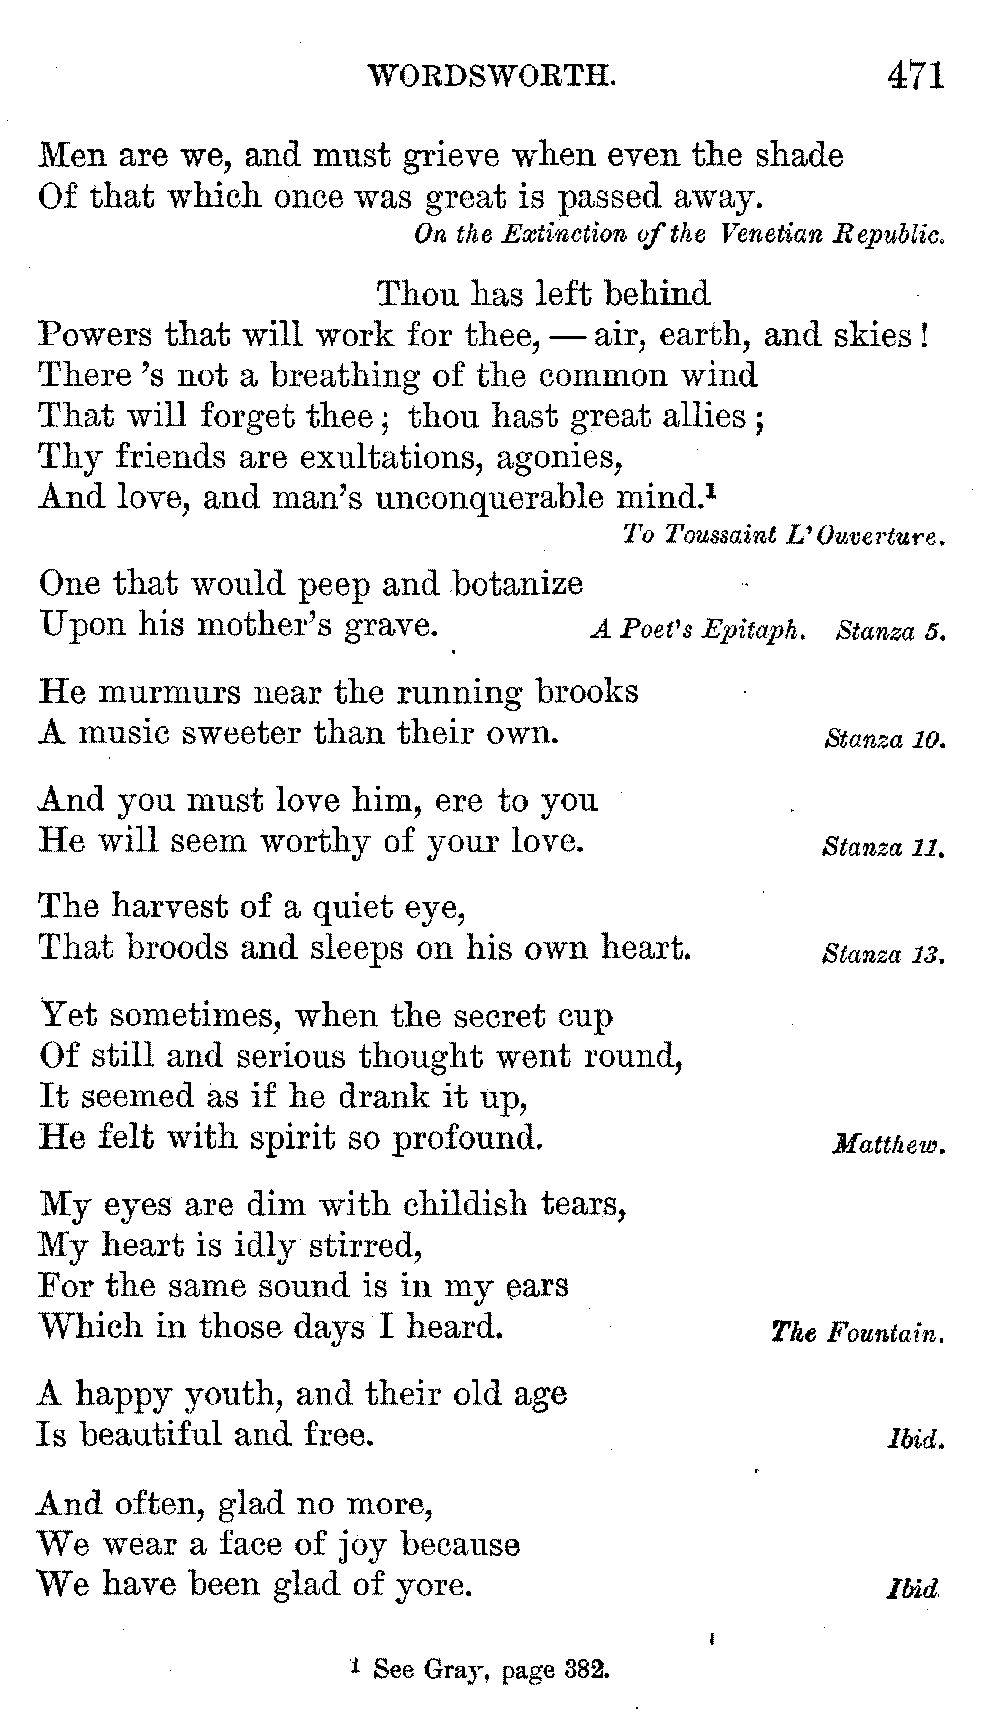 WORDSWORTH. 471
Men are we, and must grieve when even the shade
Of that which once was great is passed away.
On the Extinction of the Venetian Republic.
Thou has left behind
Powers that will work for thee, — air, earth, and skies !
There 's not a breathing of the common wind
That will forget thee ; thou hast great allies ;
Thy friends are exultations, agonies,
And love, and man's unconquerable mind.¹
To Toussaint L' Ouverture.
One that would peep and botanize
Upon his mother's grave. A Poet's Epitaph. Stanza 5.
He murmurs near the running brooks
A music sweeter than their own. Stanza 10.
And you must love him, ere to you
He will seem worthy of your love. Stanza 11.
The harvest of a quiet eye,
That broods and sleeps on his own heart. Stanza 13.
Yet sometimes, when the secret cup
Of still and serious thought went round,
It seemed as if he drank it up,
He felt with spirit so profound. Matthew.
My eyes are dim with childish tears,
My heart is idly stirred,
For the same sound is in my ears
Which in those days I heard. The Fountain.
A happy youth, and their old age
Is beautiful and free. Ibid.
And often, glad no more,
We wear a face of joy because
We have been glad of yore. Ibid.
¹ See Gray, page 382.